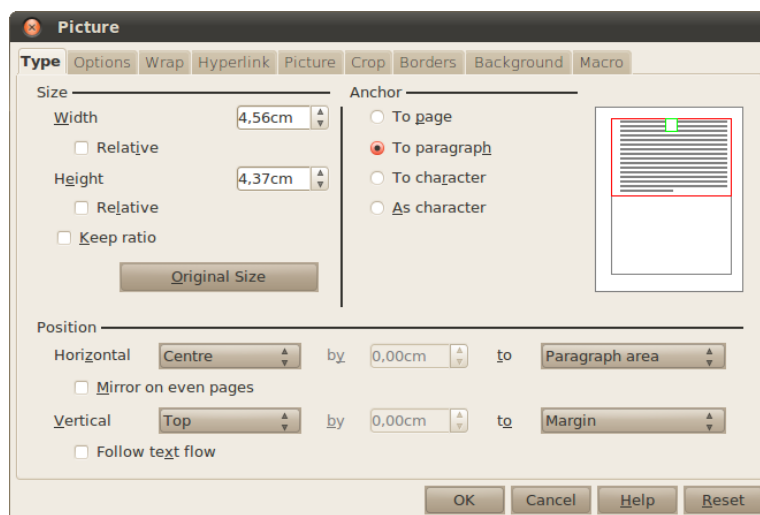 Picture
Type Options Wrap Hyperlink Picture Crop Borders Background Macro
Size
Width 4,56cm
Relative
Height 4,37cm
Relative
Keep ratio
Original Size
Anchor
To page
To paragraph
To character
As character
Position
Horizontal Centre by 0,00cm to Paragraph area
Mirror on even pages
Vertical Top by 0,00cm to Margin
Follow text flow
OK Cancel Help Reset